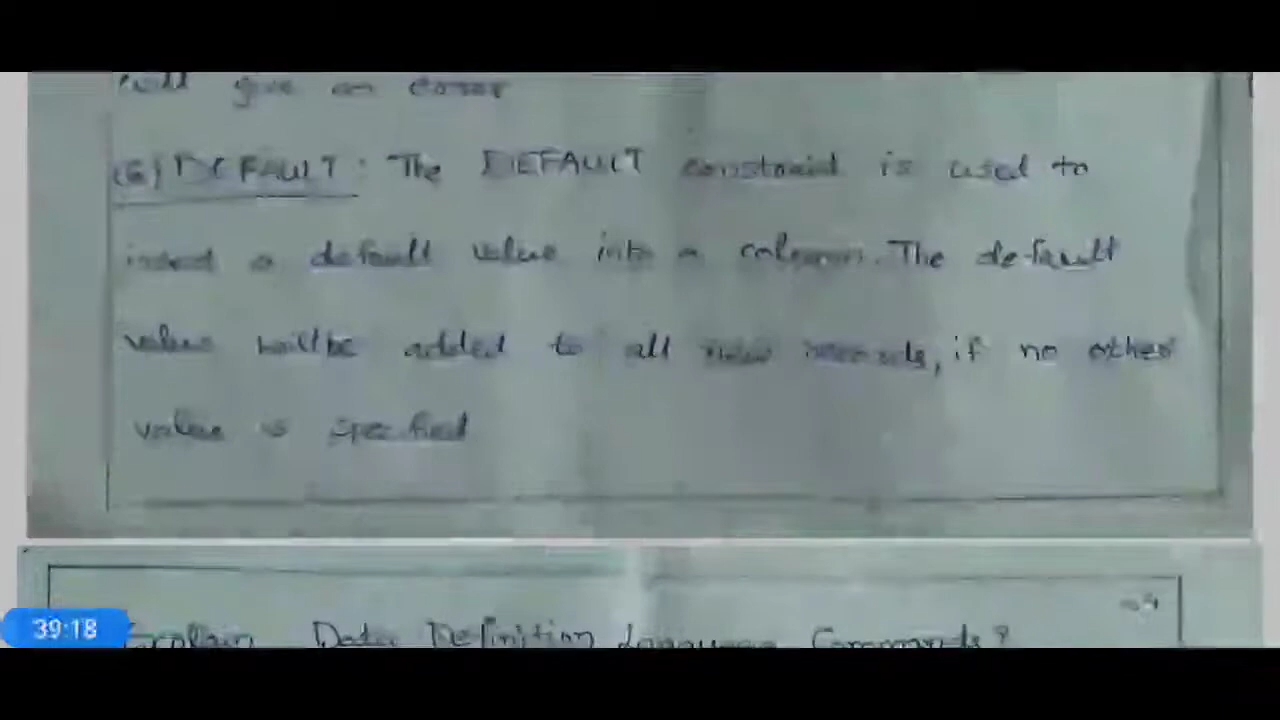 will give an error
(6) DEFAULT : The DEFAULT constraint is used to
insert a default value into a column. The default
value will be added to all new records, if no other
value is specified
Explain Data Definition Language Commands?
39:18